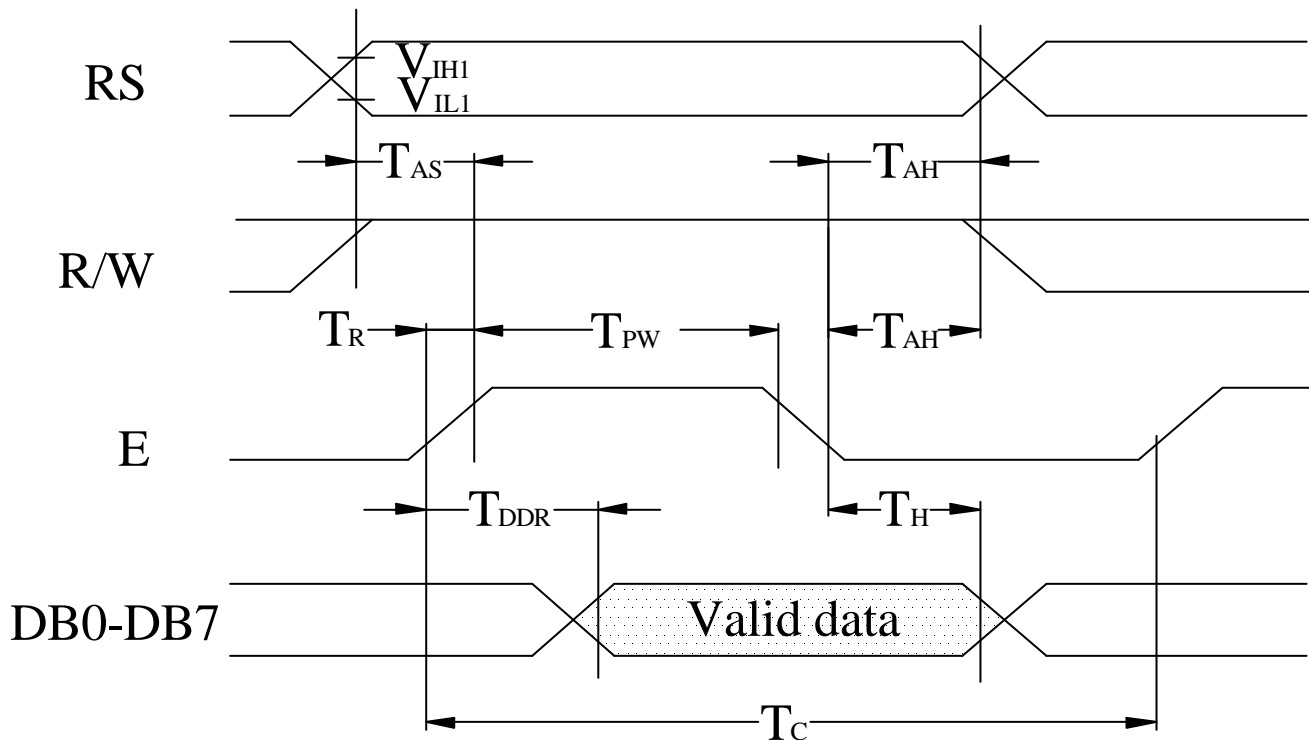 RS
VIH1
VIL1
TAS
TAH
R/W
TR
TPW
TAH
E
TDDR
TH
DB0-DB7
Valid data
TC